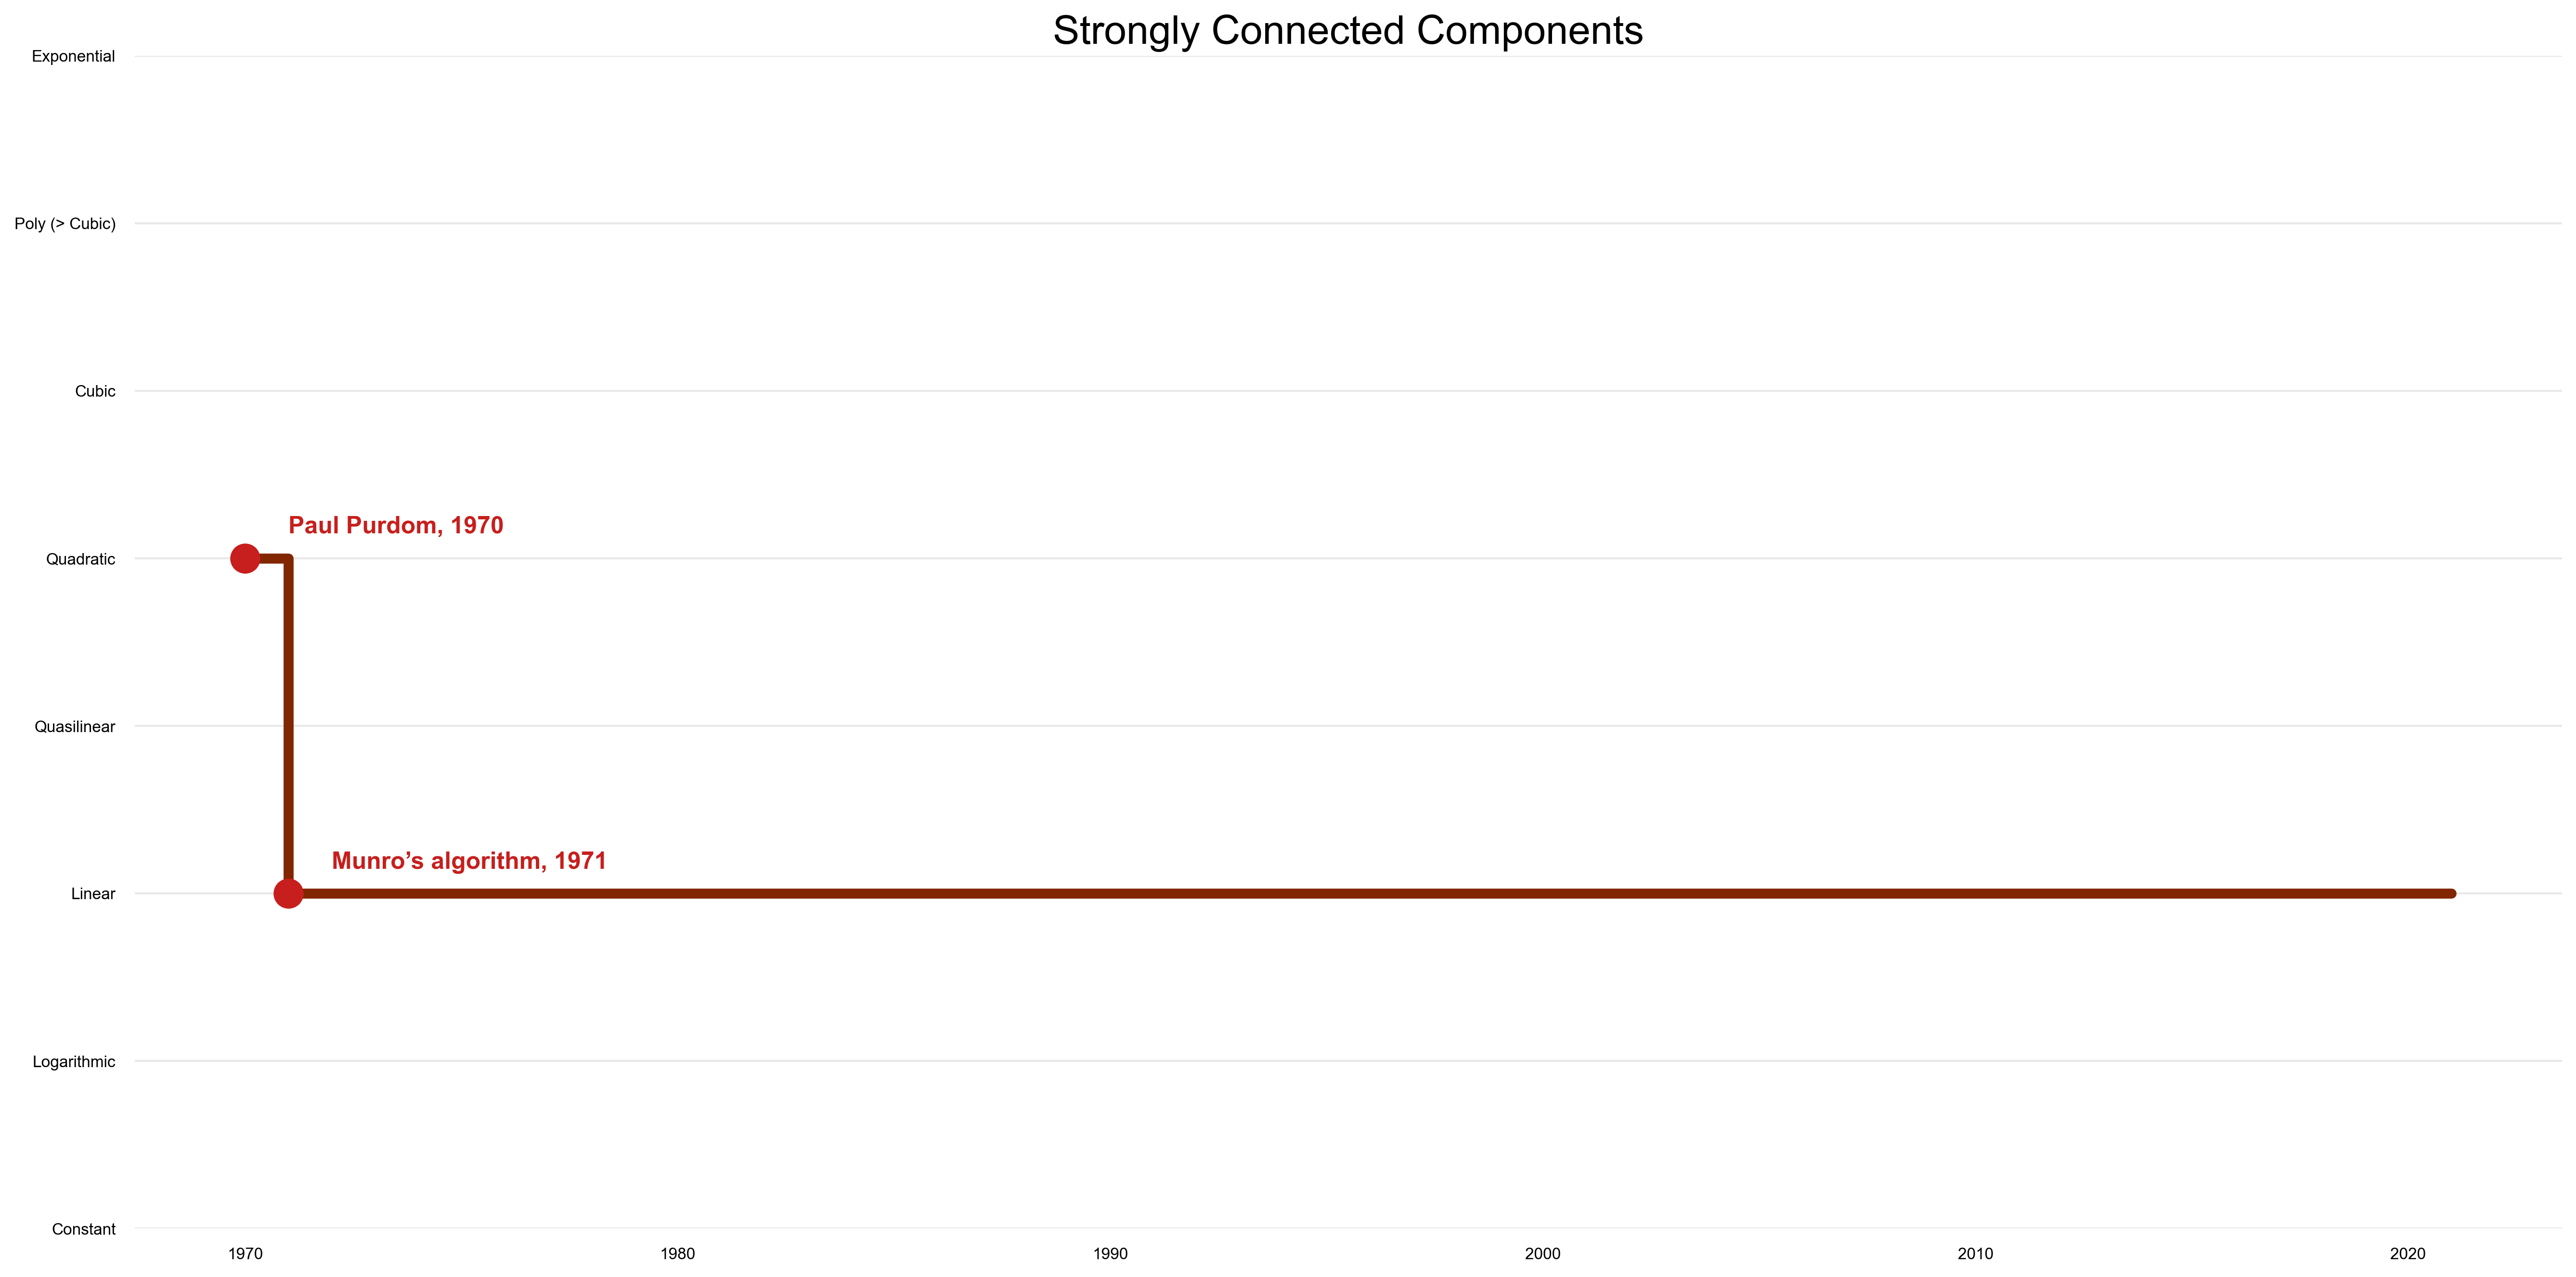 Strongly Connected Components
Exponential
Poly (> Cubic)
Cubic
Paul Purdom, 1970
Quadratic
Quasilinear
Munro’s algorithm, 1971
Linear
Logarithmic
Constant
1970 1980 1990 2000 2010 2020